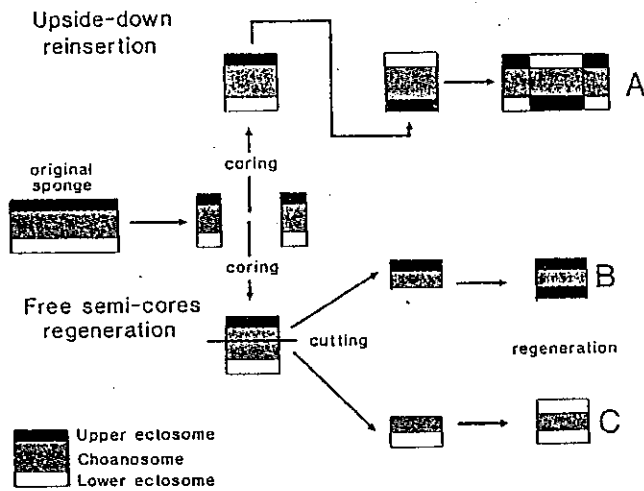 Upside-down
reinsertion
A
coring
original
sponge
coring
Free semi-cores
regeneration
cutting
B
regeneration
C
Upper ectosome
Choanosome
Lower ectosome